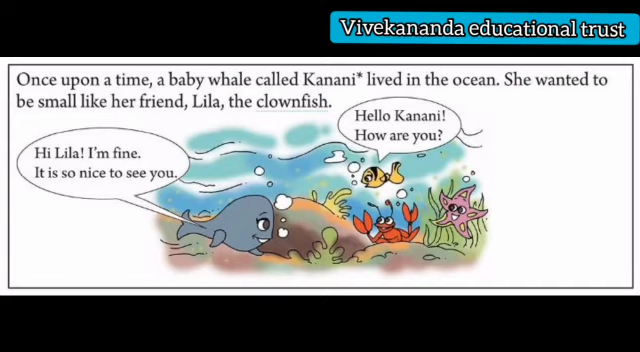 Vivekananda educational trust
Once upon a time, a baby whale called Kanani* lived in the ocean. She wanted to
be small like her friend, Lila, the clownfish.
Hello Kanani!
How are you?
Hi Lila! I'm fine.
It is so nice to see you.